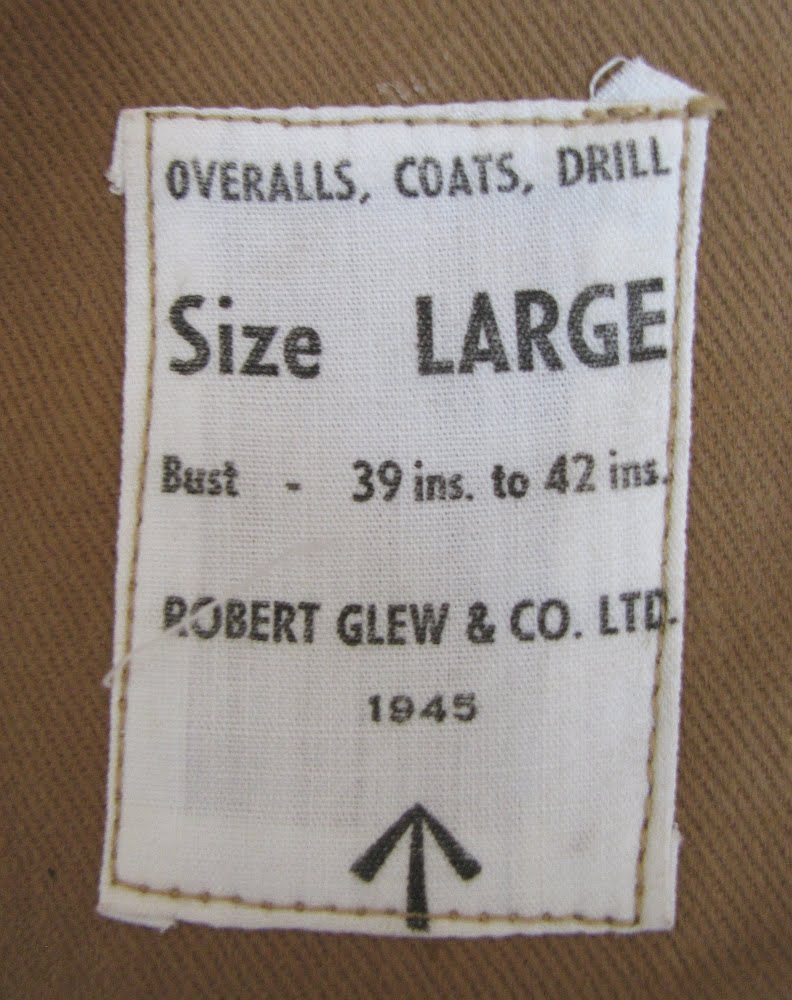 OVERALLS, COATS, DRILL
Size LARGE
Bust - 39 ins. to 42 ins.
ROBERT GLEW & CO. LTD.
1945